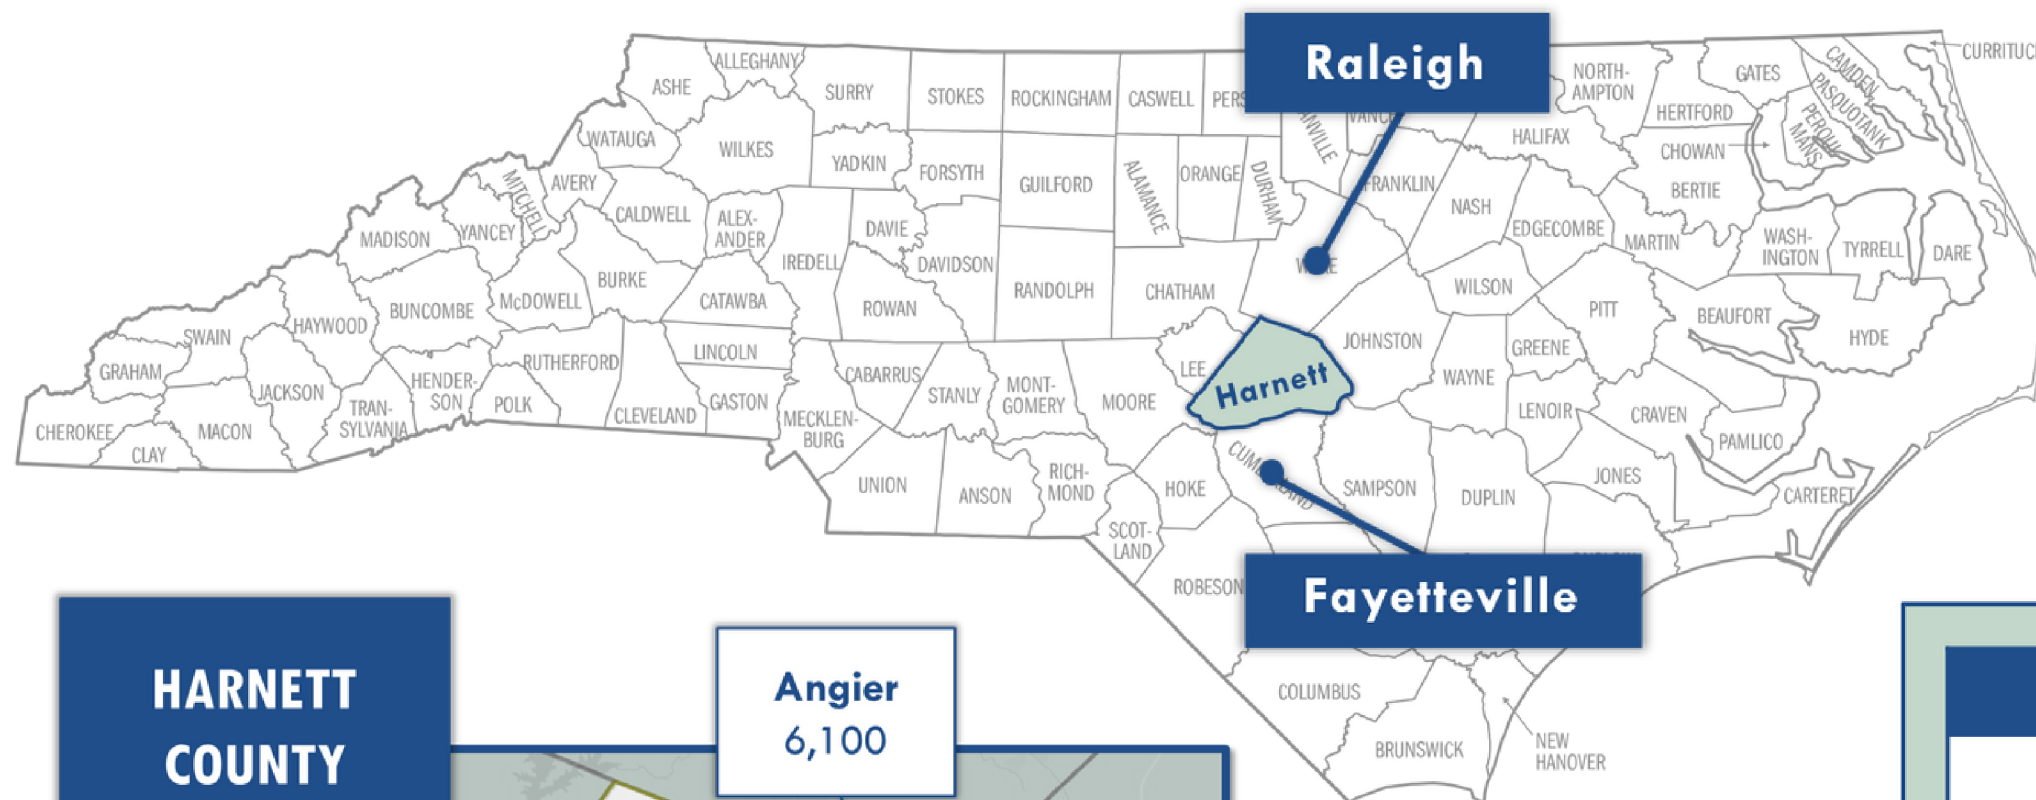 Raleigh
CURRITUC
ALLEGHANY
ASHE
SURRY
STOKES
ROCKINGHAM
CASWELL
PERS
NORTH-
AMPTON
GATES
CAMDEN
PASQUOTANK
PERQUI
MANS
HERTFORD
CHOWAN
WATAUGA
WILKES
YADKIN
FORSYTH
GUILFORD
ALAMANCE
ORANGE
DURHAM
VANC
FRANKLIN
HALIFAX
BERTIE
MITCHELL
AVERY
CALDWELL
ALEX-
ANDER
DAVIE
NASH
EDGECOMBE
MARTIN
WASH-
INGTON
TYRRELL
DARE
MADISON
YANCEY
IREDELL
DAVIDSON
BURKE
McDOWELL
BUNCOMBE
CATAWBA
ROWAN
RANDOLPH
CHATHAM
WILSON
PITT
BEAUFORT
HYDE
HAYWOOD
SWAIN
GRAHAM
JACKSON
RUTHERFORD
LINCOLN
CABARRUS
STANLY
MONT-
GOMERY
MOORE
LEE
Harnett
JOHNSTON
GREENE
WAYNE
LENOIR
CRAVEN
PAMLICO
HENDER-
SON
POLK
CLEVELAND
GASTON
MECKLEN-
BURG
TRAN-
SYLVANIA
CHEROKEE
CLAY
MACON
UNION
ANSON
RICH-
MOND
HOKE
SAMPSON
DUPLIN
JONES
CARTERET
SCOT-
LAND
ROBESON
Fayetteville
COLUMBUS
BRUNSWICK
NEW
HANOVER
HARNETT
COUNTY
Angier
6,100